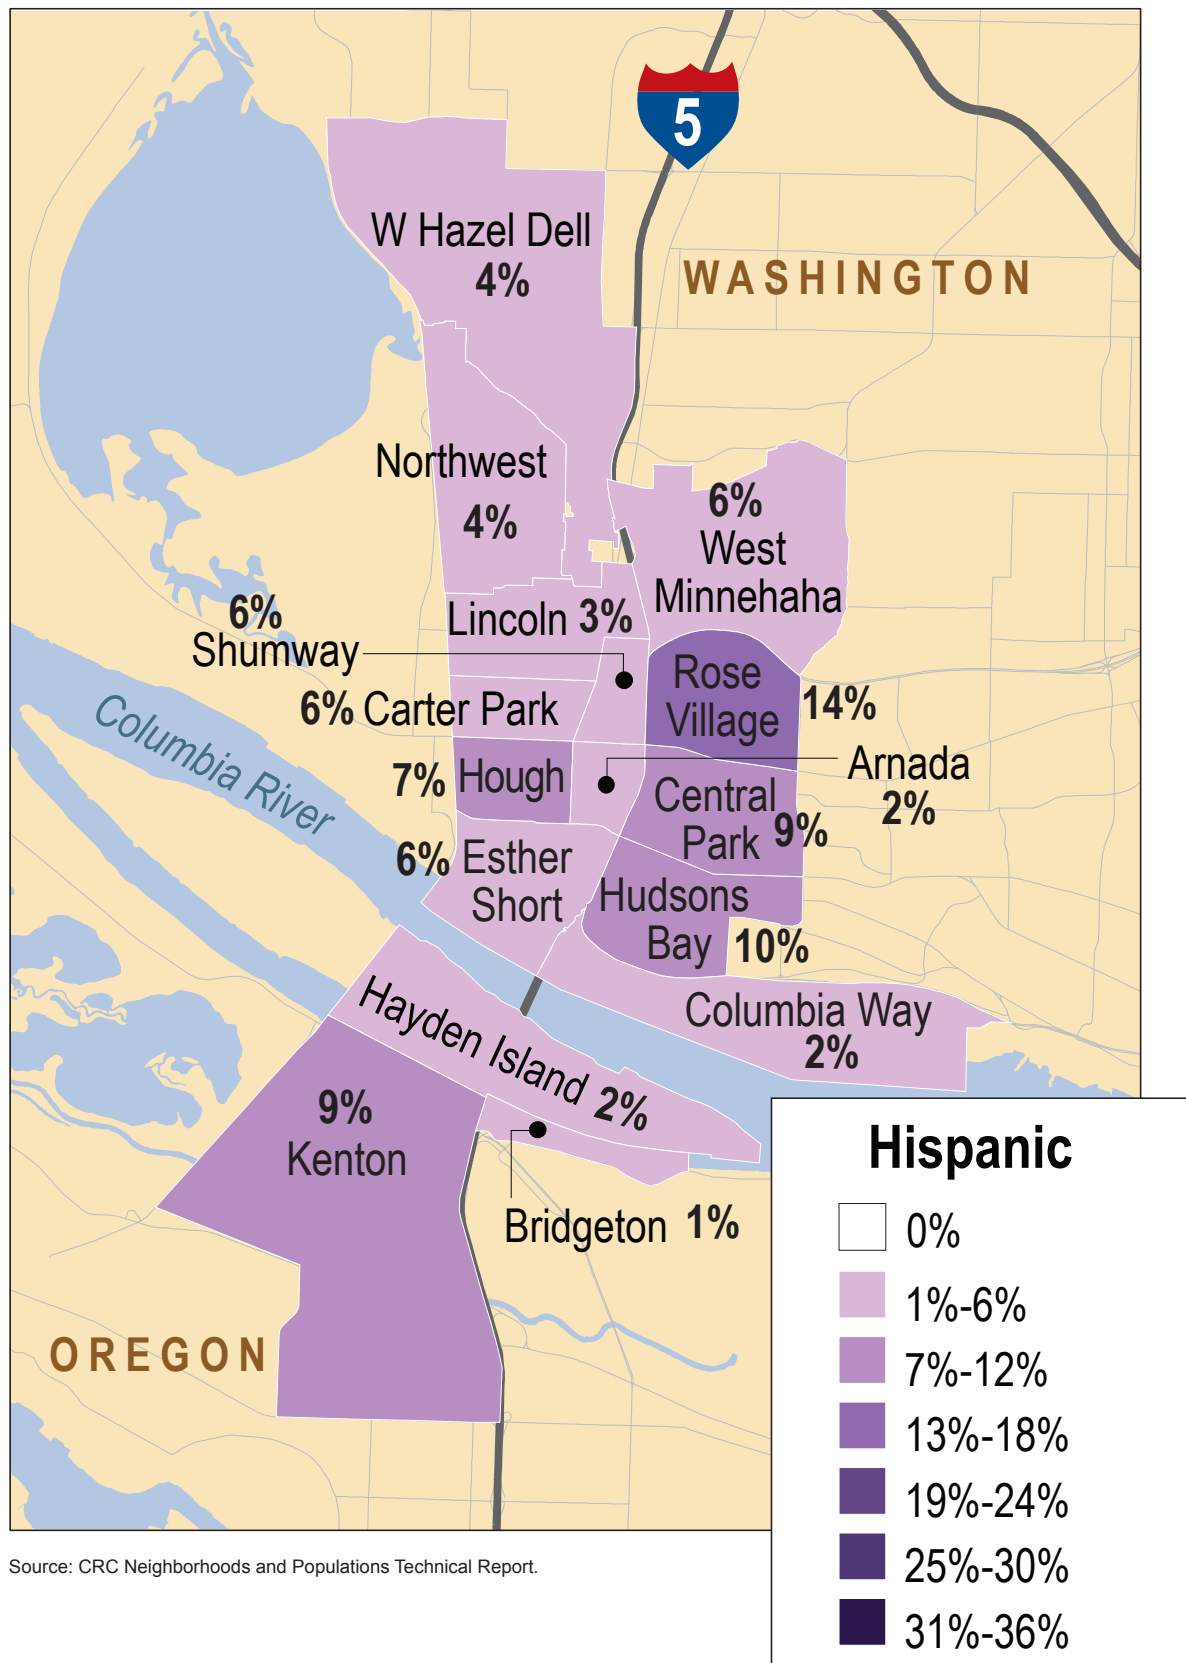 5
W Hazel Dell
4%
WASHINGTON
Northwest
4%
6%
West
Minnehaha
Lincoln 3%
6%
Shumway
Rose
Village
14%
6% Carter Park
Columbia River
7% Hough
Arnada
2%
Central
Park 9%
6% Esther
Short
Hudsons
Bay 10%
Columbia Way
2%
Hayden Island 2%
9%
Kenton
Bridgeton 1%
OREGON
Hispanic
0%
1%-6%
7%-12%
13%-18%
19%-24%
25%-30%
31%-36%
Source: CRC Neighborhoods and Populations Technical Report.